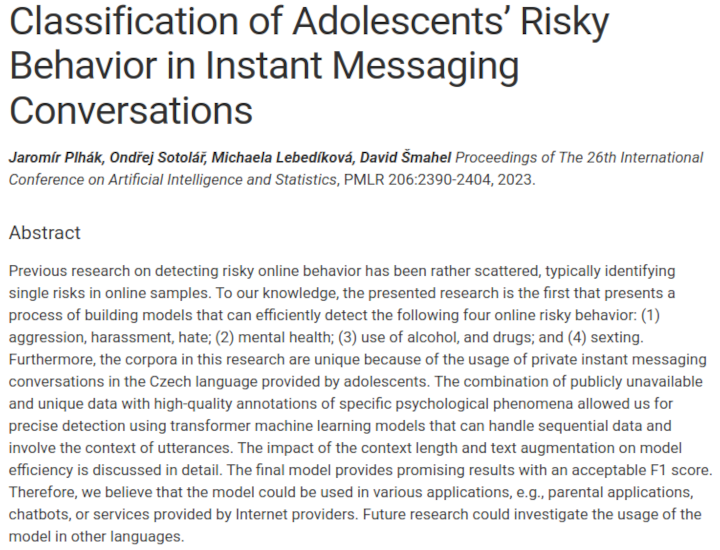 Classification of Adolescents’ Risky
Behavior in Instant Messaging
Conversations
Jaromír Plhák, Ondřej Sotolář, Michaela Lebedíková, David Šmahel Proceedings of The 26th International
Conference on Artificial Intelligence and Statistics, PMLR 206:2390-2404, 2023.
Abstract
Previous research on detecting risky online behavior has been rather scattered, typically identifying
single risks in online samples. To our knowledge, the presented research is the first that presents a
process of building models that can efficiently detect the following four online risky behavior: (1)
aggression, harassment, hate; (2) mental health; (3) use of alcohol, and drugs; and (4) sexting.
Furthermore, the corpora in this research are unique because of the usage of private instant messaging
conversations in the Czech language provided by adolescents. The combination of publicly unavailable
and unique data with high-quality annotations of specific psychological phenomena allowed us for
precise detection using transformer machine learning models that can handle sequential data and
involve the context of utterances. The impact of the context length and text augmentation on model
efficiency is discussed in detail. The final model provides promising results with an acceptable F1 score.
Therefore, we believe that the model could be used in various applications, e.g., parental applications,
chatbots, or services provided by Internet providers. Future research could investigate the usage of the
model in other languages.